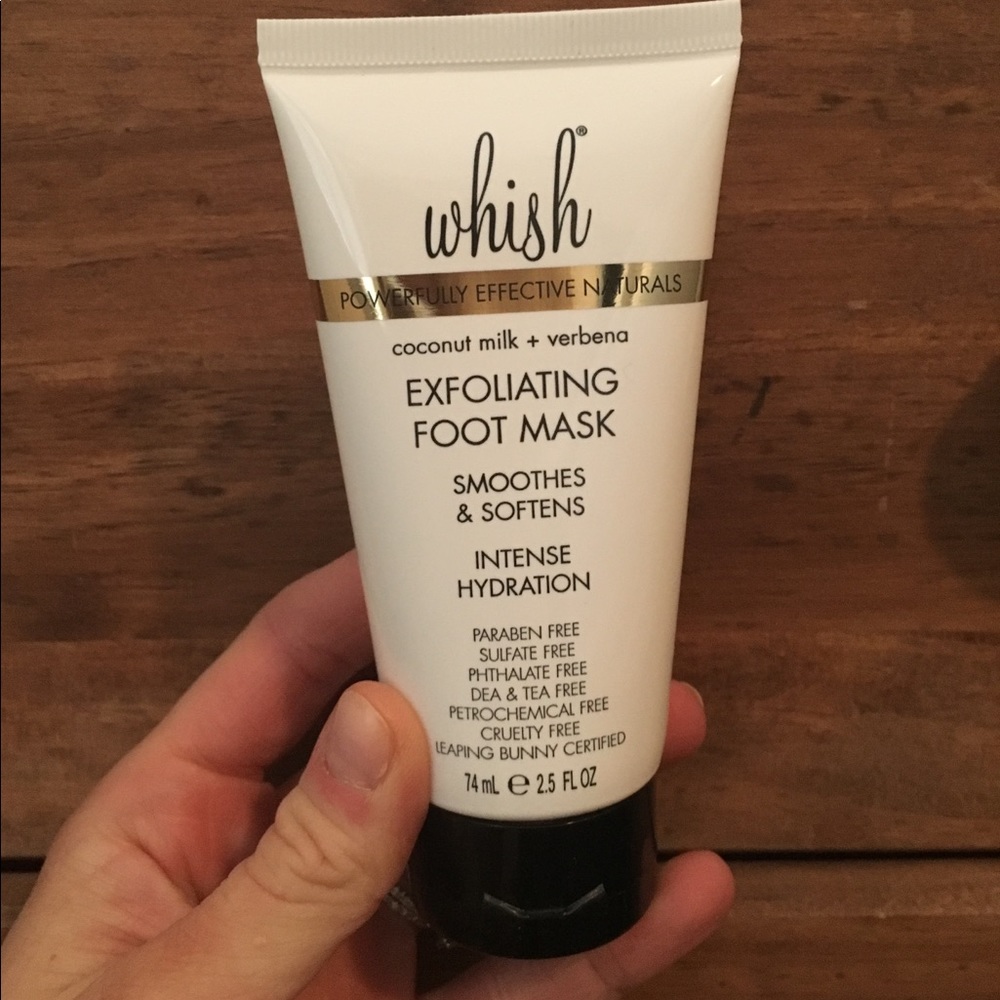 whish®
POWERFULLY EFFECTIVE NATURALS
coconut milk + verbena
EXFOLIATING
FOOT MASK
SMOOTHES
& SOFTENS
INTENSE
HYDRATION
PARABEN FREE
SULFATE FREE
PHTHALATE FREE
DEA & TEA FREE
PETROCHEMICAL FREE
CRUELTY FREE
LEAPING BUNNY CERTIFIED
74 mL ℮ 2.5 FL OZ